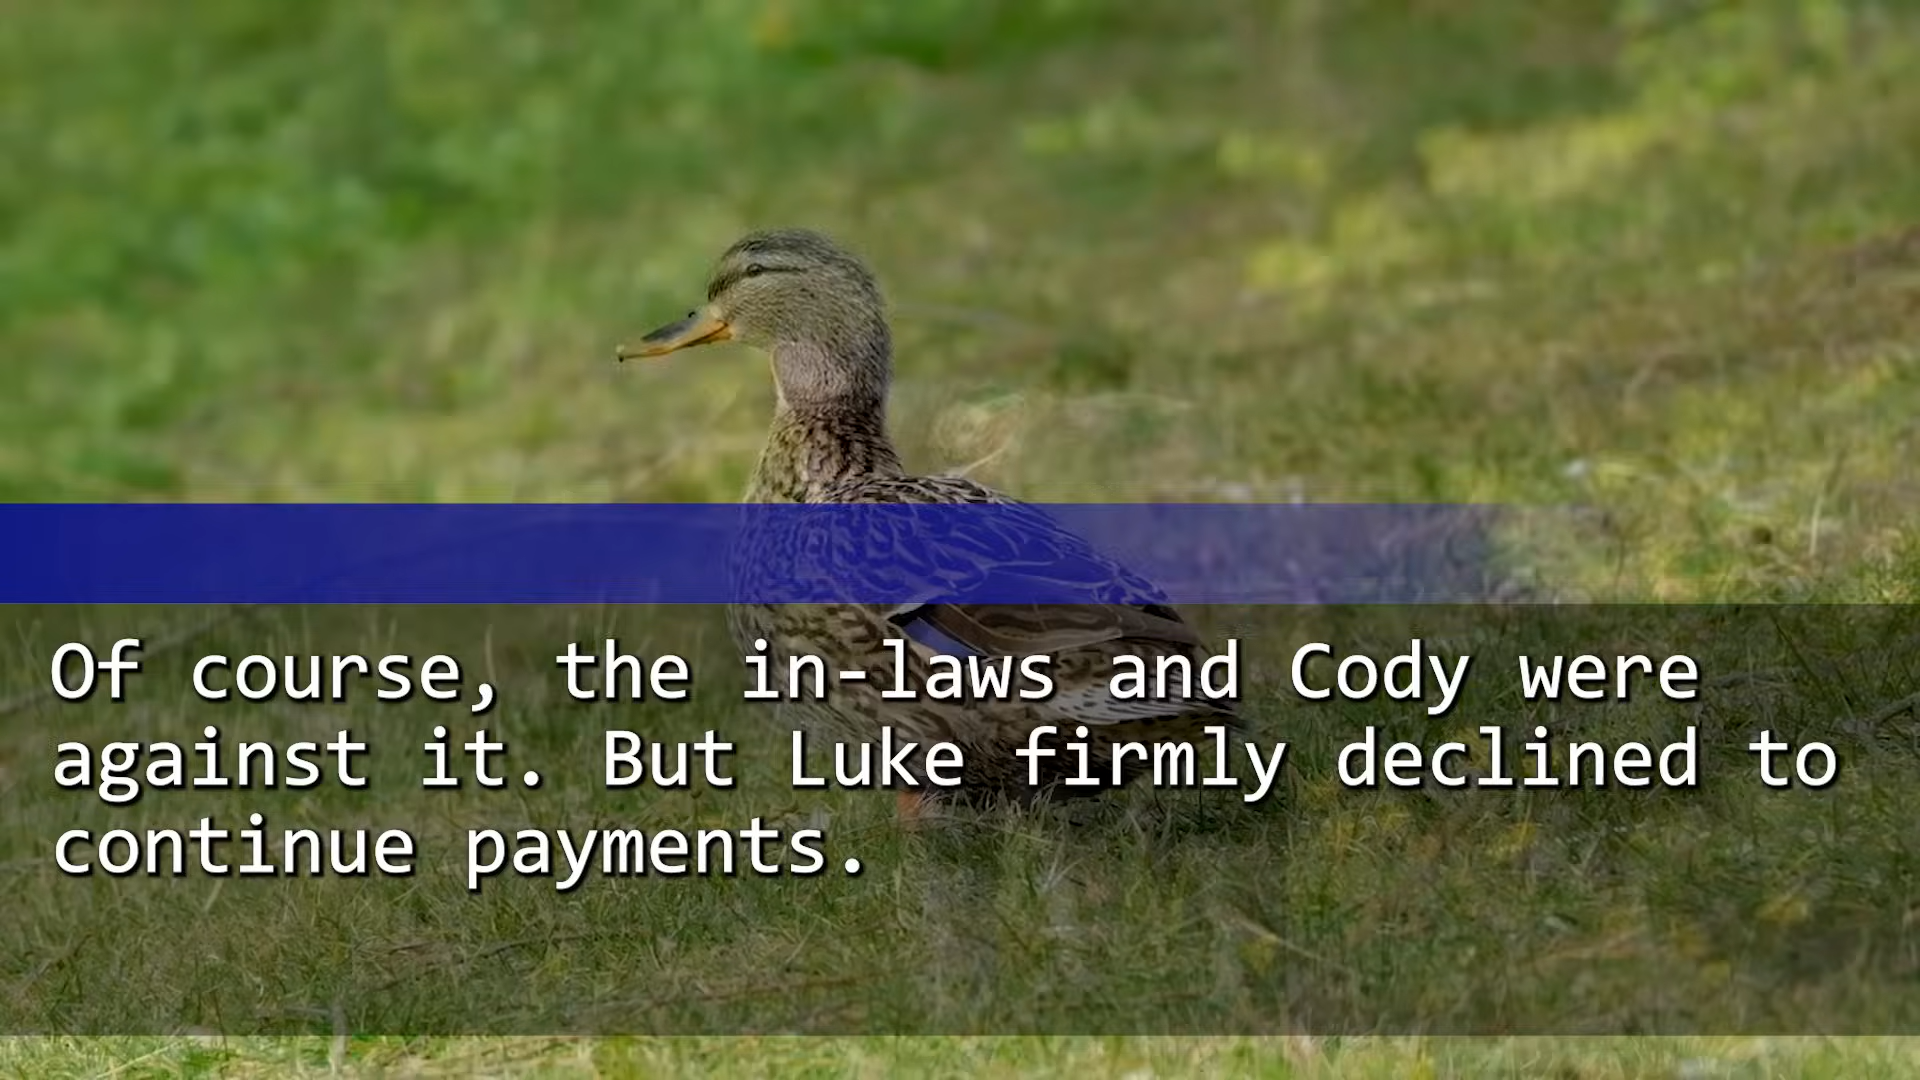 Of course, the in-laws and Cody were
against it. But Luke firmly declined to
continue payments.